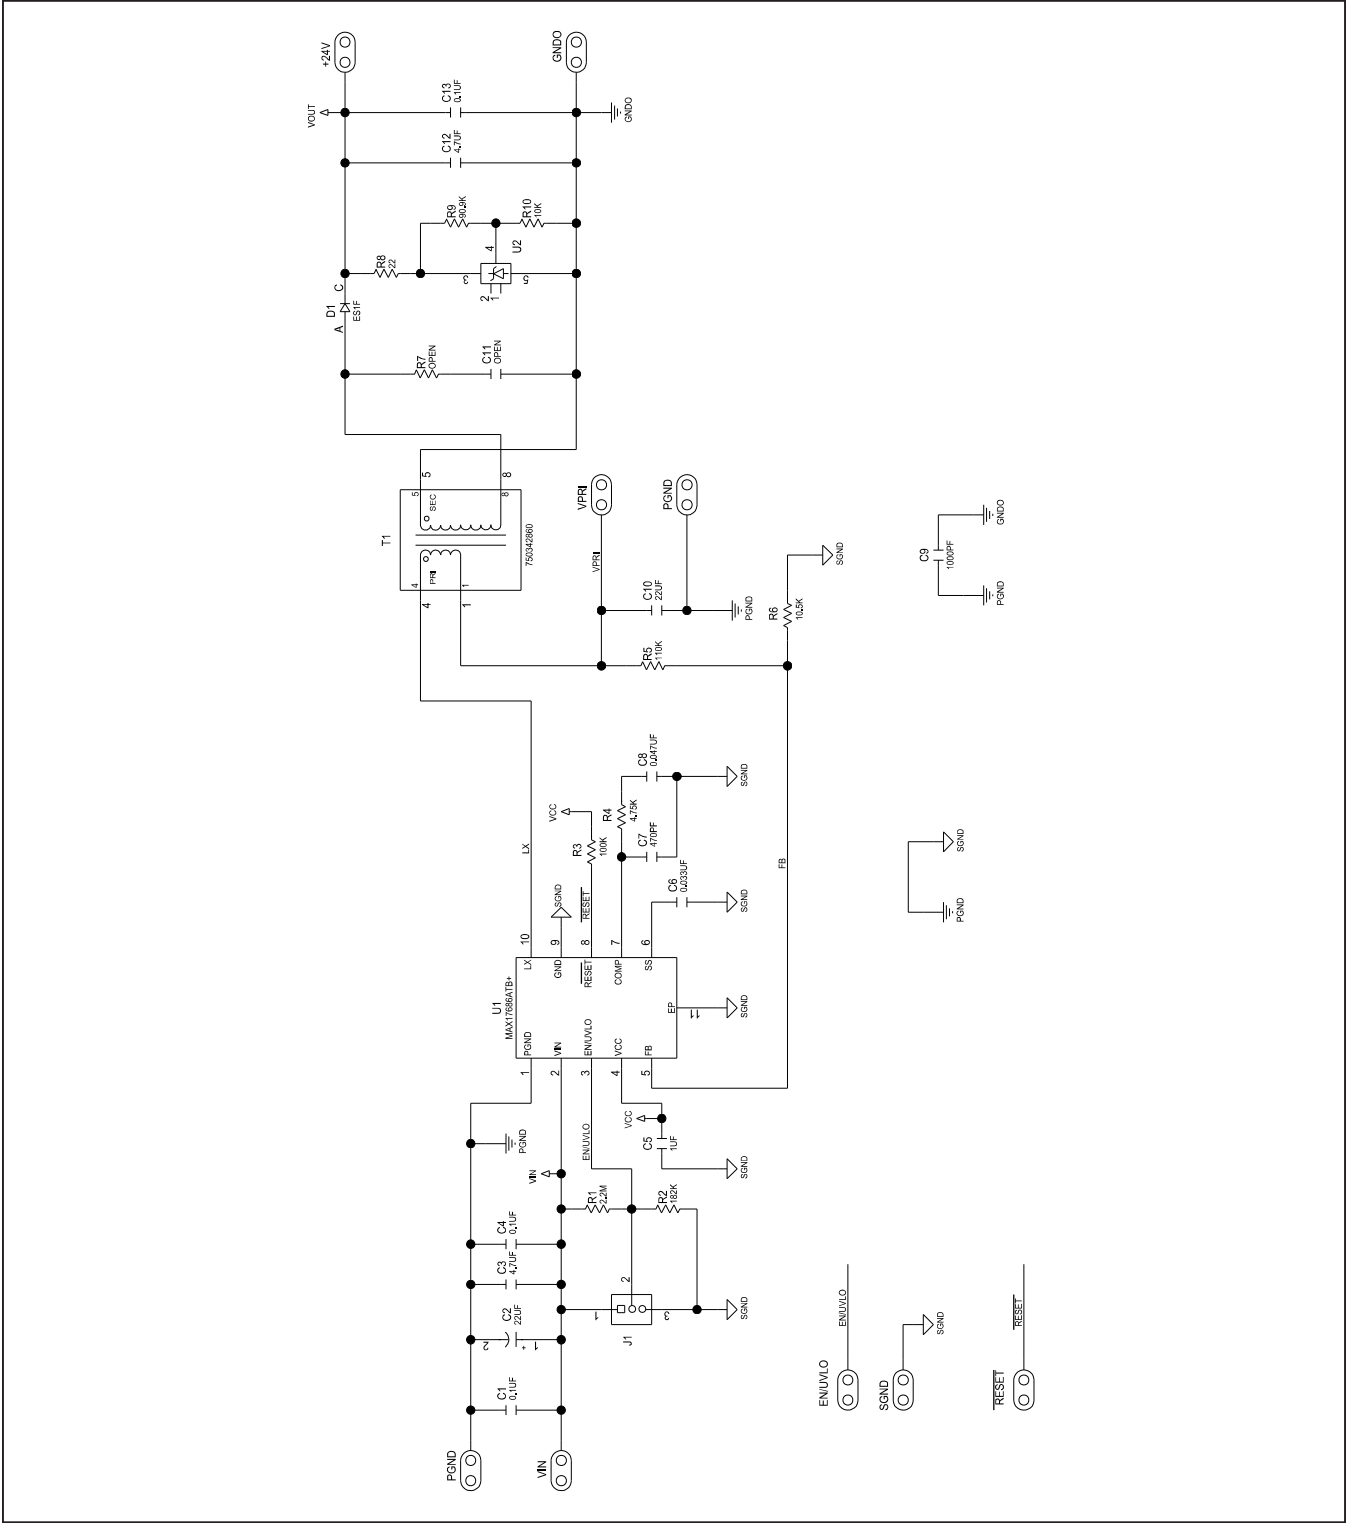 +24V
GNDO
VOUT
GNDO
C13
0.1UF
C12
4.7UF
R9
90.9K
R10
10K
4
U2
R8
22
3
5
2
1
C
D1
ES1F
A
R7
OPEN
C11
OPEN
5
8
5
8
SEC
T1
750342860
PRI
4
1
4
1
VPRI
PGND
VPRI
C10
22UF
PGND
R5
110K
R6
10.5K
SGND
C9
1000PF
GNDO
PGND
LX
VCC
R3
100K
RESET
SGND
R4
4.75K
C8
0.047UF
C7
470PF
SGND
C6
0.033UF
SGND
FB
SGND
PGND
10
9
8
7
6
LX
GND
RESET
COMP
SS
U1
MAX17686ATB+
EP
11
SGND
PGND
VIN
EN/UVLO
VCC
FB
1
2
3
4
5
PGND
VIN
EN/UVLO
VCC
C5
1UF
SGND
R1
2.2M
R2
182K
C4
0.1UF
C3
4.7UF
C2
22UF
2
1
+
C1
0.1UF
1
2
3
J1
SGND
PGND
VIN
EN/UVLO
EN/UVLO
SGND
SGND
RESET
RESET